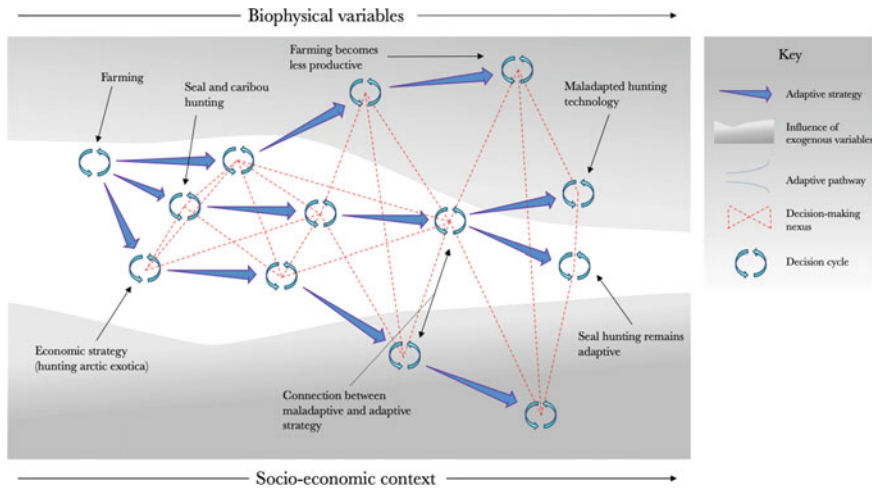 Biophysical variables
Farming
Seal and caribou
hunting
Farming becomes
less productive
Maladapted hunting
technology
Economic strategy
(hunting arctic exotica)
Connection between
maladaptive and adaptive
strategy
Seal hunting remains
adaptive
Socio-economic context
Key
Adaptive strategy
Influence of
exogenous variables
Adaptive pathway
Decision-making
nexus
Decision cycle